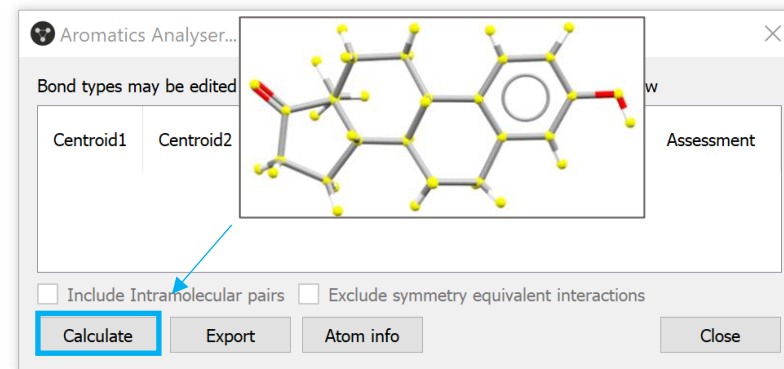 Aromatics Analyser...
Bond types may be edited w
Centroid1 Centroid2 Assessment
Include Intramolecular pairs Exclude symmetry equivalent interactions
Calculate Export Atom info Close